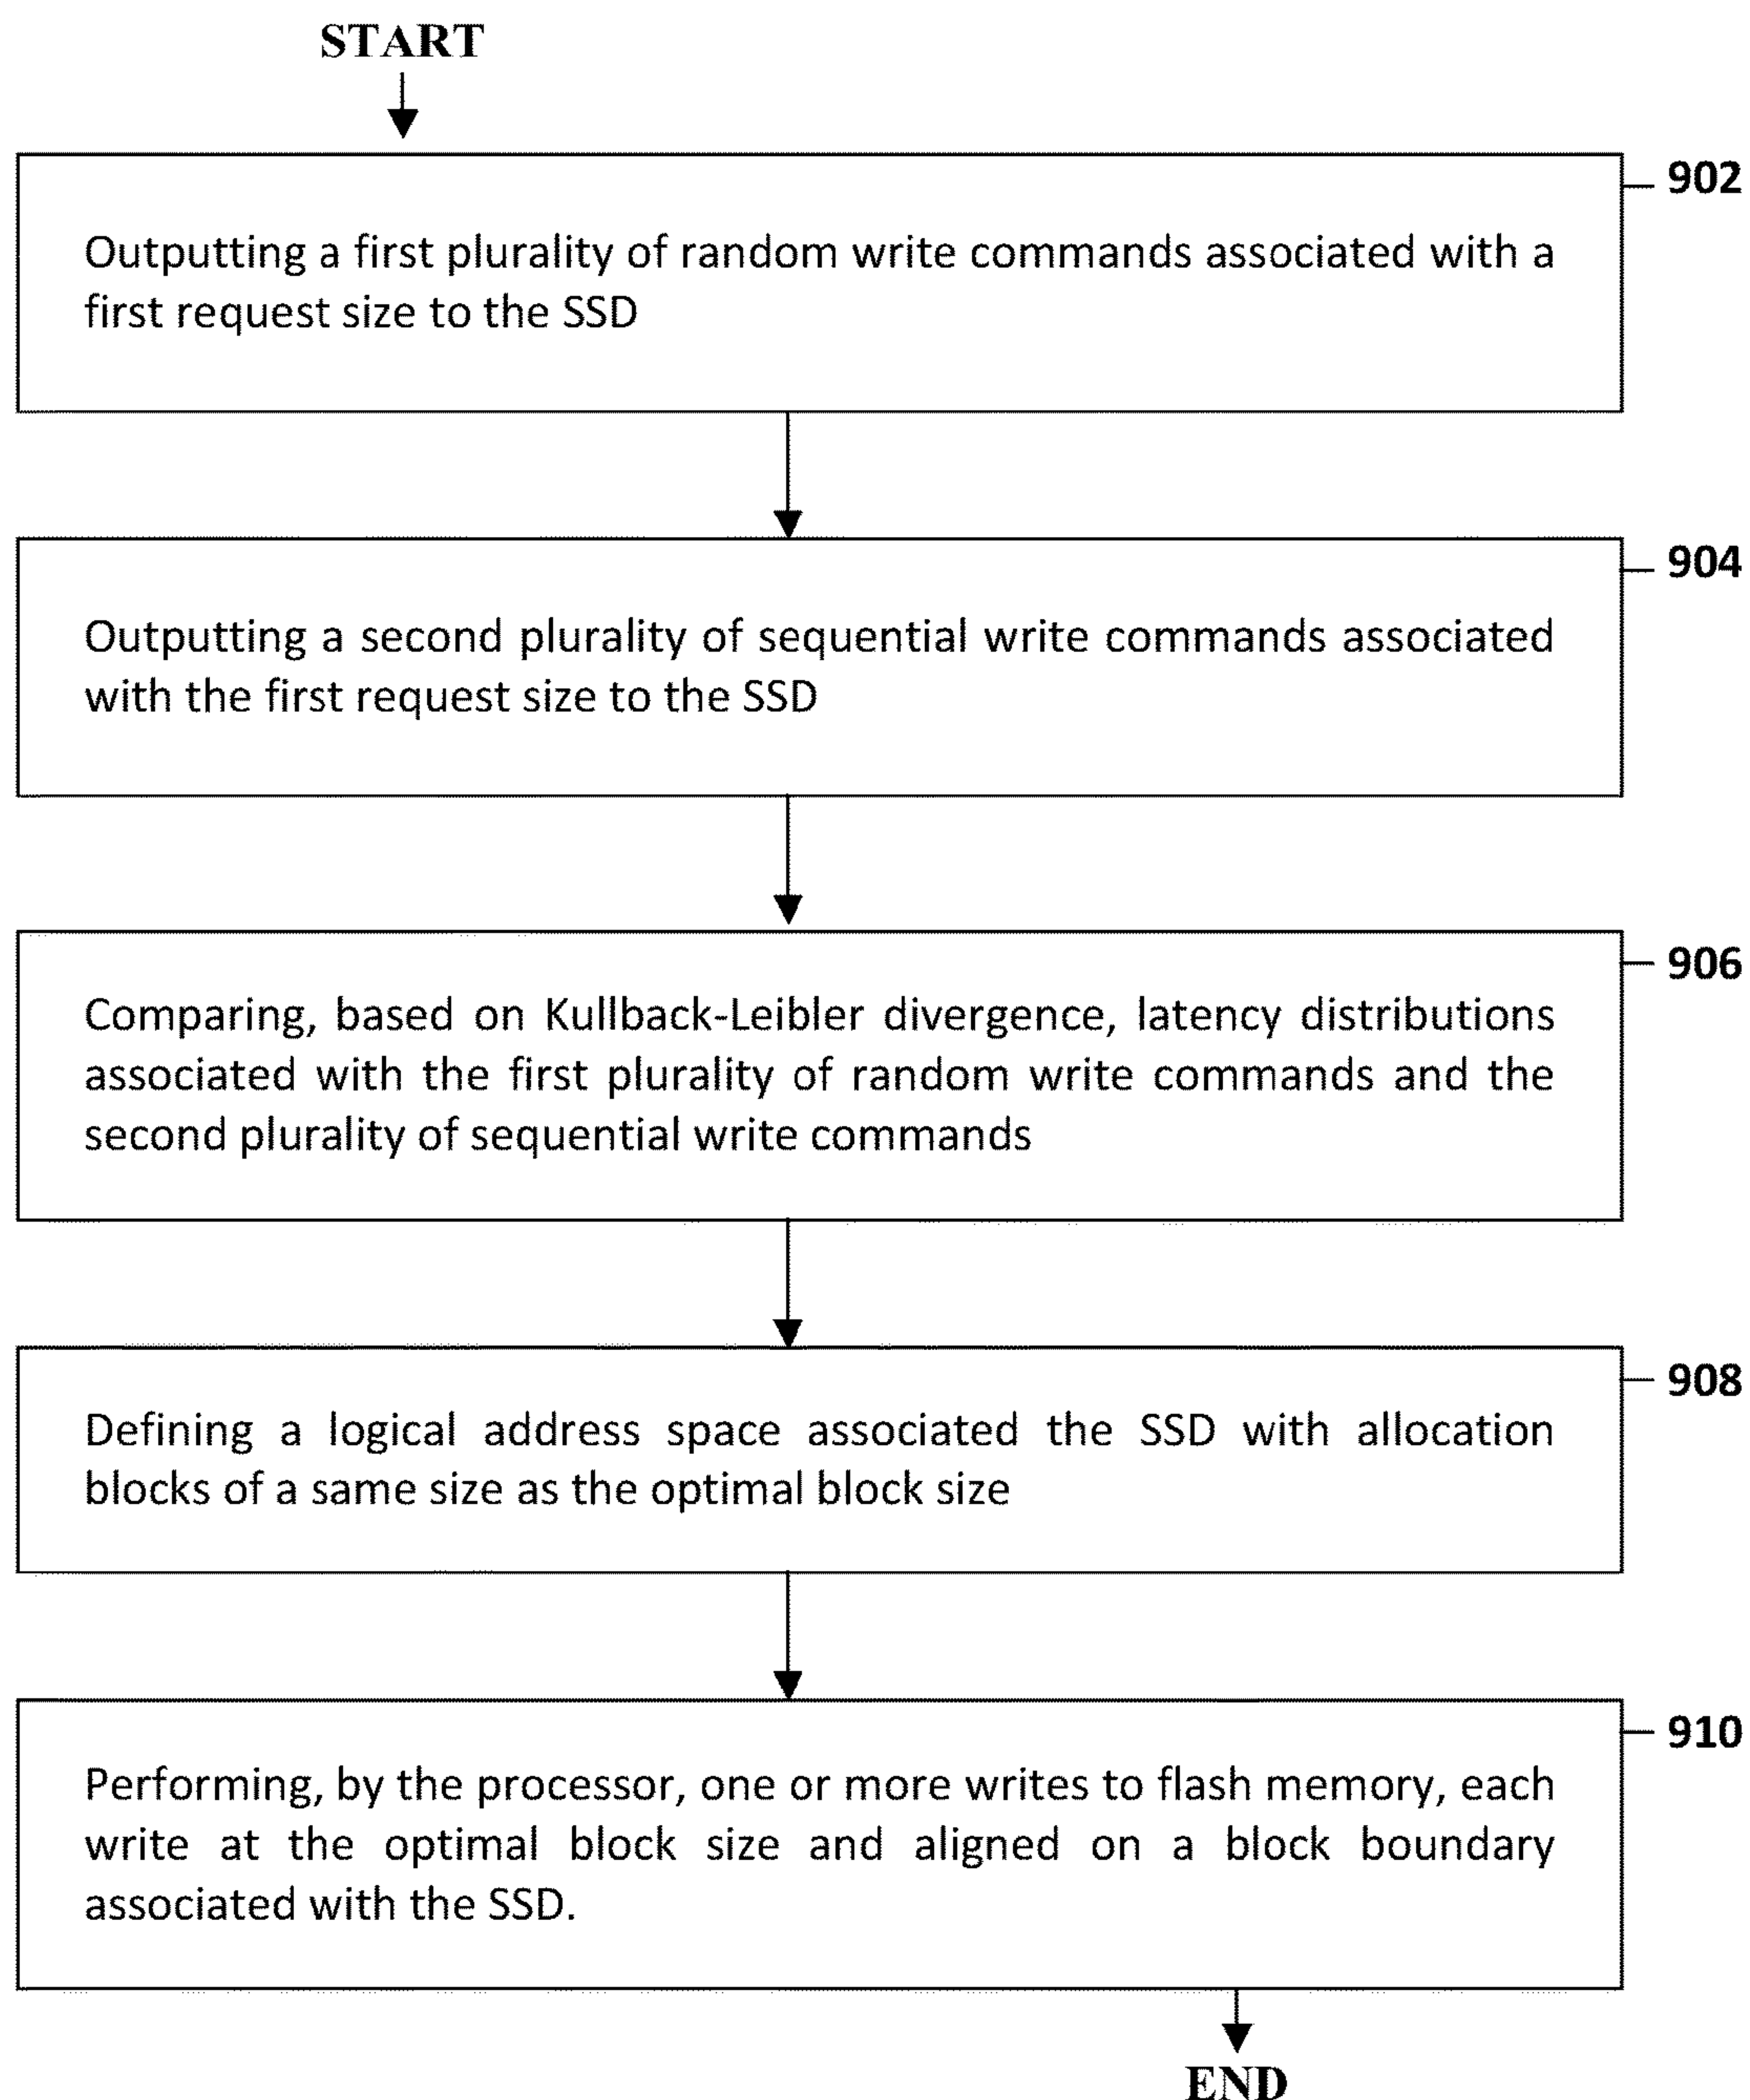 START
902
Outputting a first plurality of random write commands associated with a
first request size to the SSD
904
Outputting a second plurality of sequential write commands associated
with the first request size to the SSD
906
Comparing, based on Kullback-Leibler divergence, latency distributions
associated with the first plurality of random write commands and the
second plurality of sequential write commands
908
Defining a logical address space associated the SSD with allocation
blocks of a same size as the optimal block size
910
Performing, by the processor, one or more writes to flash memory, each
write at the optimal block size and aligned on a block boundary
associated with the SSD.
END